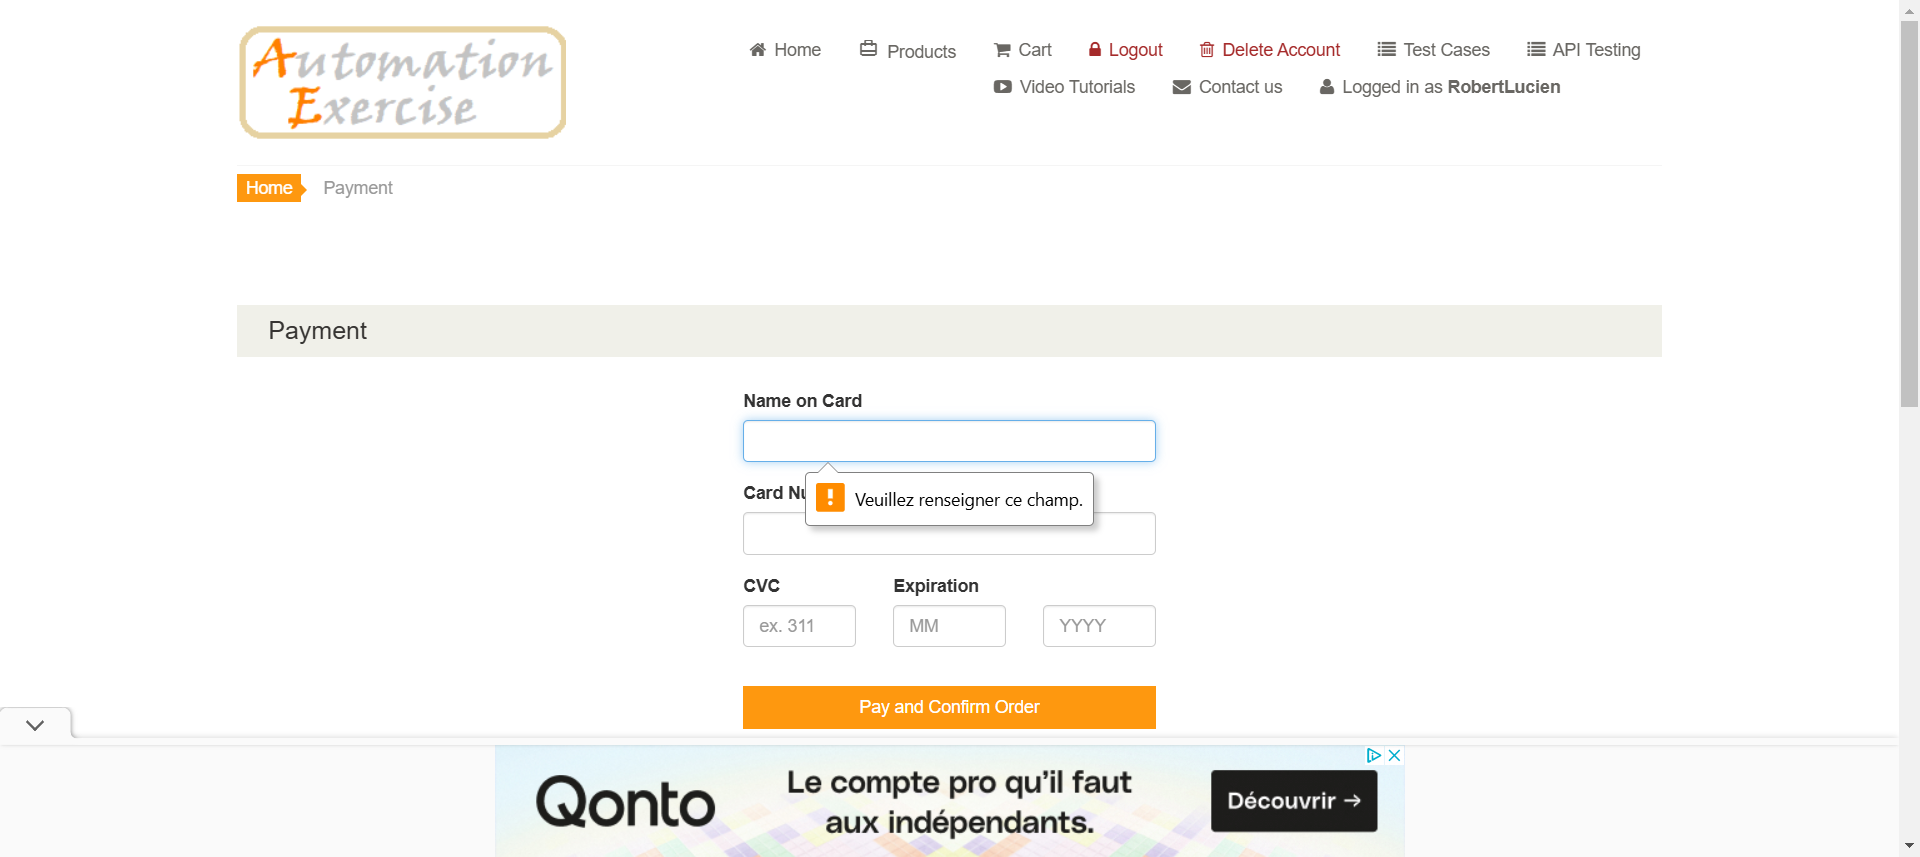 Automation
Exercise
Home
Products
Cart
Logout
Delete Account
Test Cases
API Testing
Video Tutorials
Contact us
Logged in as RobertLucien
Home
Payment
Payment
Name on Card
Card Nu
Veuillez renseigner ce champ.
CVC
Expiration
ex. 311
MM
YYYY
Pay and Confirm Order
Qonto
Le compte pro qu'il faut
aux indépendants.
Découvrir →